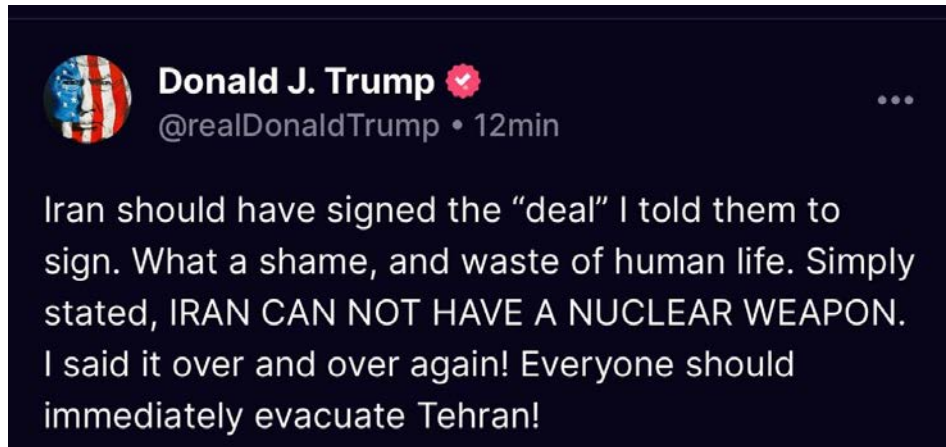 Donald J. Trump
@realDonaldTrump • 12min
Iran should have signed the “deal” I told them to
sign. What a shame, and waste of human life. Simply
stated, IRAN CAN NOT HAVE A NUCLEAR WEAPON.
I said it over and over again! Everyone should
immediately evacuate Tehran!